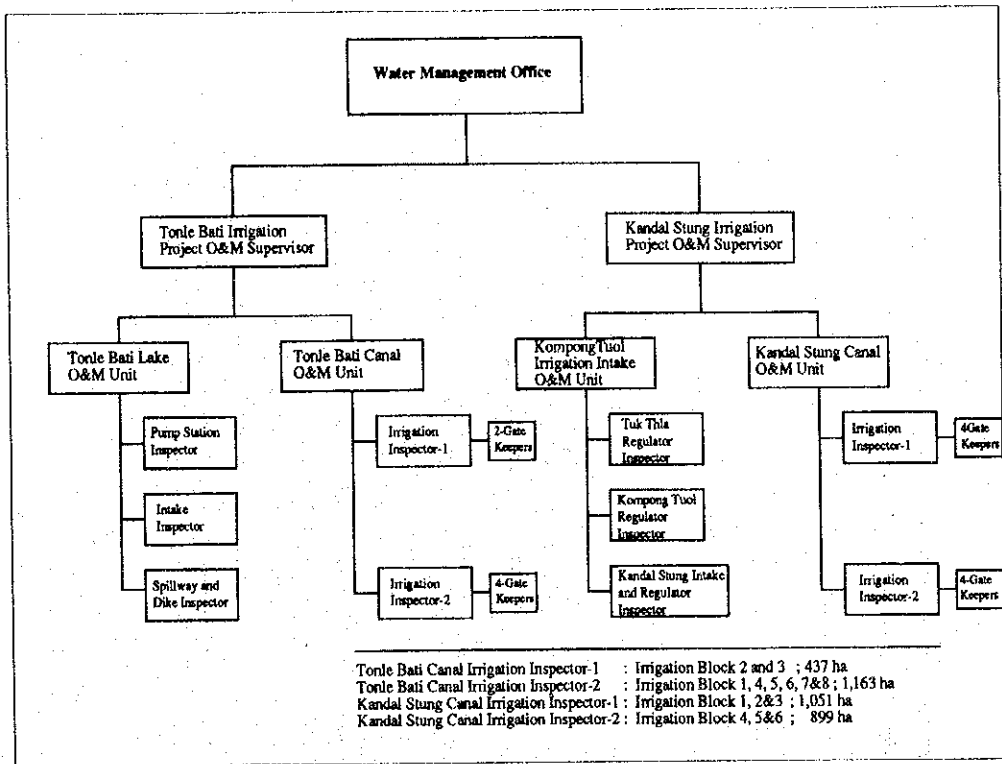 Water Management Office
Tonle Bati Irrigation
Project O&M Supervisor
Kandal Stung Irrigation
Project O&M Supervisor
Tonle Bati Lake
O&M Unit
Tonle Bati Canal
O&M Unit
Kompong Tuol
Irrigation Intake
O&M Unit
Kandal Stung Canal
O&M Unit
Pump Station
Inspector
Intake
Inspector
Spillway and
Dike Inspector
Irrigation
Inspector-1
2-Gate
Keepers
Irrigation
Inspector-2
4-Gate
Keepers
Tuk Thla
Regulator
Inspector
Kompong Tuol
Regulator
Inspector
Kandal Stung Intake
and Regulator
Inspector
Irrigation
Inspector-1
4Gate
Keepers
Irrigation
Inspector-2
4-Gate
Keepers
Tonle Bati Canal Irrigation Inspector-1 : Irrigation Block 2 and 3 ; 437 ha
Tonle Bati Canal Irrigation Inspector-2 : Irrigation Block 1, 4, 5, 6, 7&8 ; 1,163 ha
Kandal Stung Canal Irrigation Inspector-1 : Irrigation Block 1, 2&3 ; 1,051 ha
Kandal Stung Canal Irrigation Inspector-2 : Irrigation Block 4, 5&6 ; 899 ha